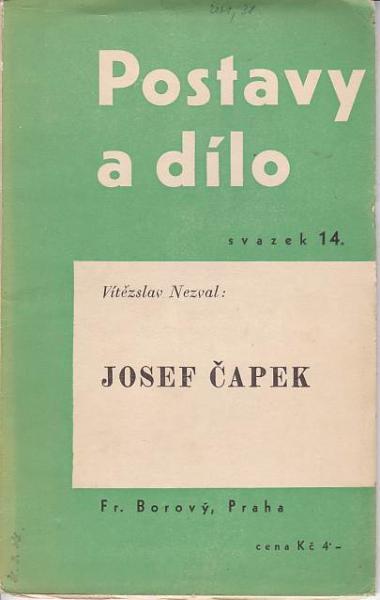 Postavy
a dílo
svazek 14.
Vítězslav Nezval:
JOSEF ČAPEK
Fr. Borový, Praha
cena Kč 4·–